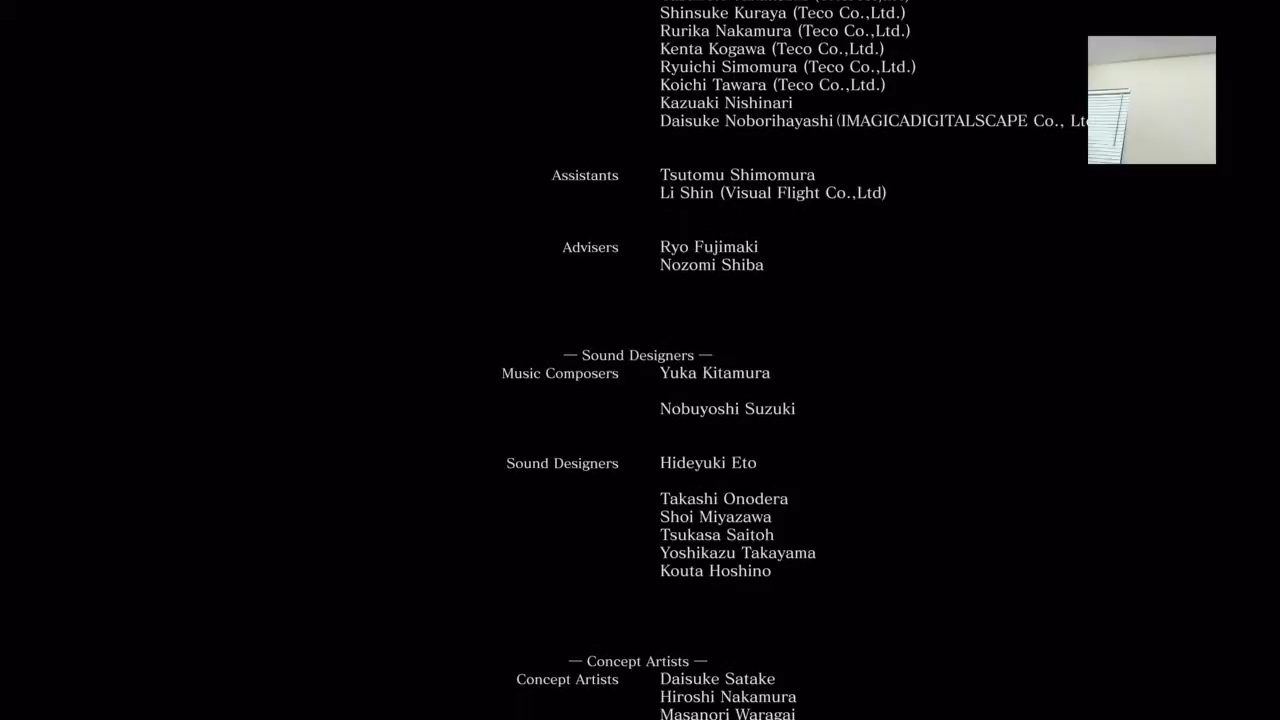 Shinsuke Kuraya (Teco Co.,Ltd.)
Rurika Nakamura (Teco Co.,Ltd.)
Kenta Kogawa (Teco Co.,Ltd.)
Ryuichi Simomura (Teco Co.,Ltd.)
Koichi Tawara (Teco Co.,Ltd.)
Kazuaki Nishinari
Daisuke Noborihayashi(IMAGICADIGITALSCAPE Co.,
Assistants Tsutomu Shimomura
Li Shin (Visual Flight Co.,Ltd)
Advisers Ryo Fujimaki
Nozomi Shiba
— Sound Designers —
Music Composers Yuka Kitamura
Nobuyoshi Suzuki
Sound Designers Hideyuki Eto
Takashi Onodera
Shoi Miyazawa
Tsukasa Saitoh
Yoshikazu Takayama
Kouta Hoshino
— Concept Artists —
Concept Artists Daisuke Satake
Hiroshi Nakamura
Masanori Waragai